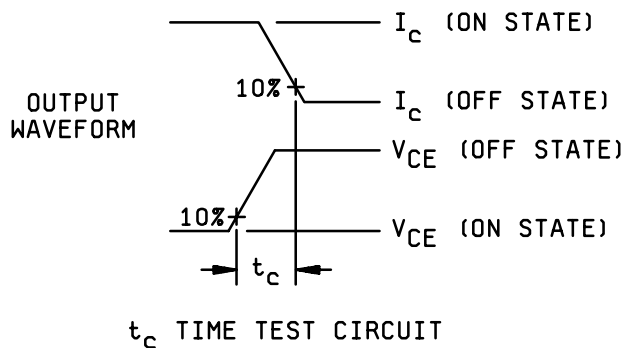 I_c (ON STATE)
10%
I_c (OFF STATE)
OUTPUT
WAVEFORM
V_CE (OFF STATE)
10%
V_CE (ON STATE)
t_c
t_c TIME TEST CIRCUIT